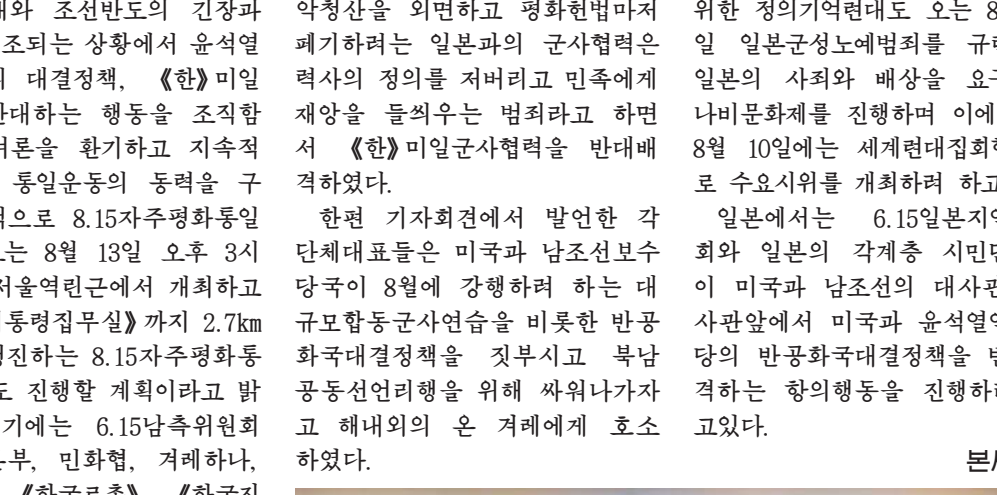 와 조선반도의 긴장과
조되는 상황에서 윤석열
대결정책, 《한》미일
대하는 행동을 조직함
론을 환기하고 지속적
통일운동의 동력을 구
으로 8.15자주평화통일
는 8월 13일 오후 3시
서울역린근에서 개최하고
통령집무실》까지 2.7km
진하는 8.15자주평화통
도 진행할 계획이라고 밝
기에는 6.15남측위원회
부, 민화협, 겨레하나,
악청산을 외면하고 평화헌법마저
페기하려는 일본과의 군사협력은
력사의 정의를 저버리고 민족에게
재앙을 들씌우는 범죄라고 하면
서 《한》미일군사협력을 반대배
격하였다.
한편 기자회견에서 발언한 각
단체대표들은 미국과 남조선보수
당국이 8월에 강행하려 하는 대
규모합동군사연습을 비롯한 반공
화국대결정책을 짓부시고 북남
공동선언리행을 위해 싸워나가자
고 해내외의 온 겨레에게 호소
하였다.
위한 정의기억련대도 오는 8
일 일본군성노예범죄를 규
일본의 사죄와 배상을 요
나비문화제를 진행하며 이에
8월 10일에는 세계련대집회
로 수요시위를 개최하려 하고
일본에서는 6.15일본지역
회와 일본의 각계층 시민단
이 미국과 남조선의 대사관
사관앞에서 미국과 윤석열역
당의 반공화국대결정책을 반
격하는 항의행동을 진행하려
고있다.
본